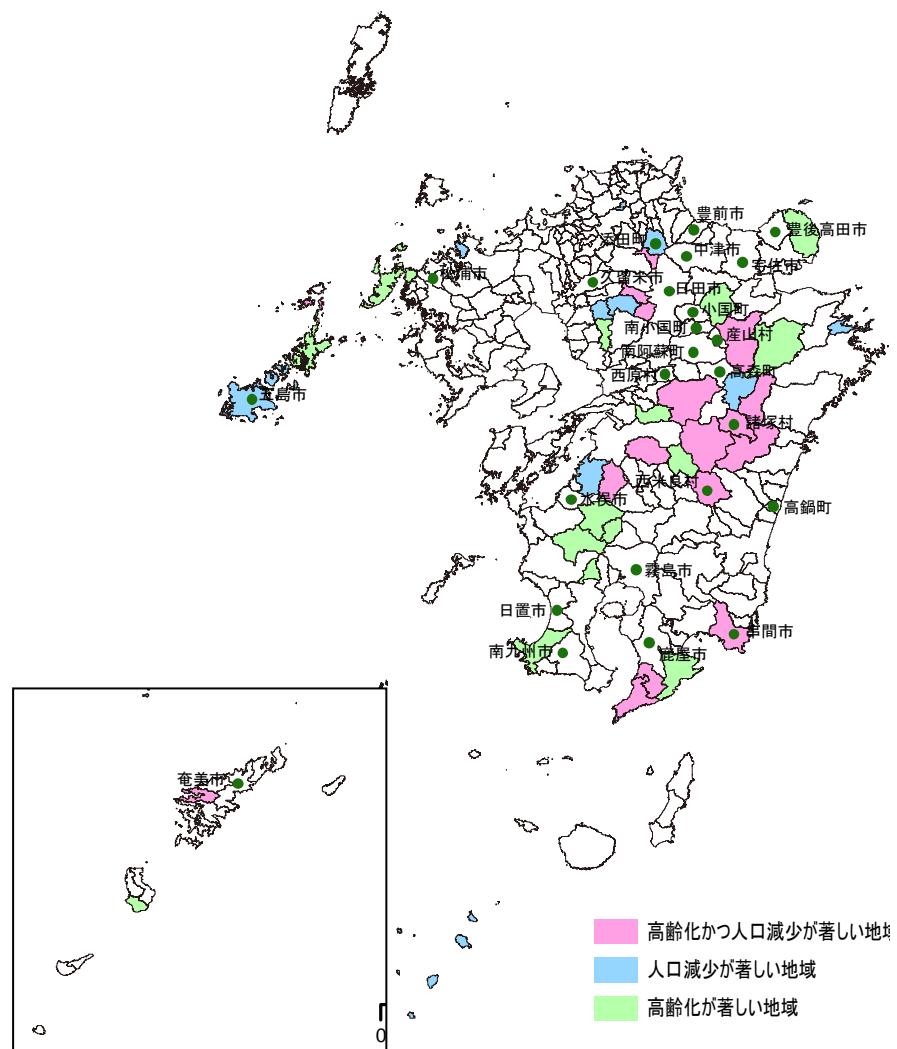 豊前市
豊後高田市
添田町
中津市
宇佐市
松浦市
久留米市
日田市
小国町
南小国町
産山村
南阿蘇村
西原村
高森町
五島市
諸塚村
西米良村
水俣市
高鍋町
霧島市
日置市
串間市
南九州市
鹿屋市
奄美市
高齢化かつ人口減少が著しい地域
人口減少が著しい地域
高齢化が著しい地域
0